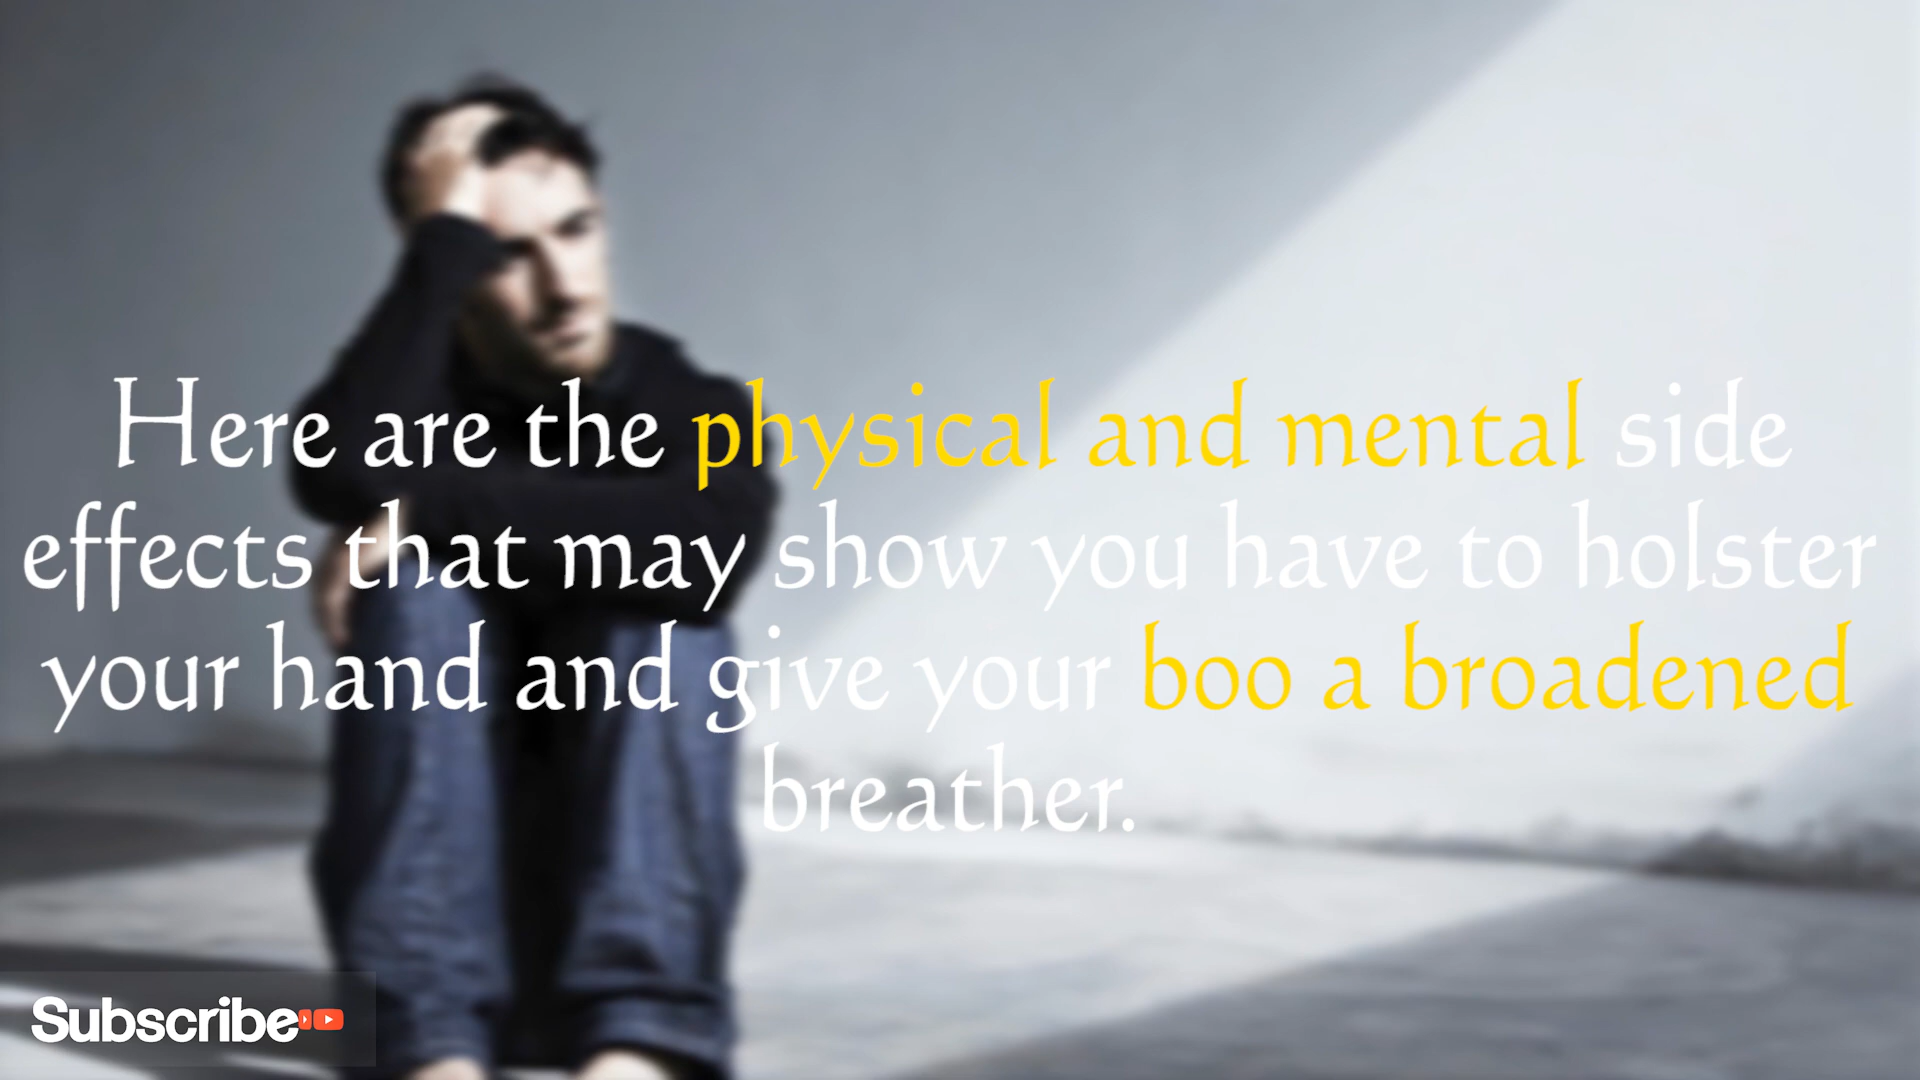 Here are the physical and mental side
effects that may show you have to holster
your hand and give your boo a broadened
breather.
Subscribe